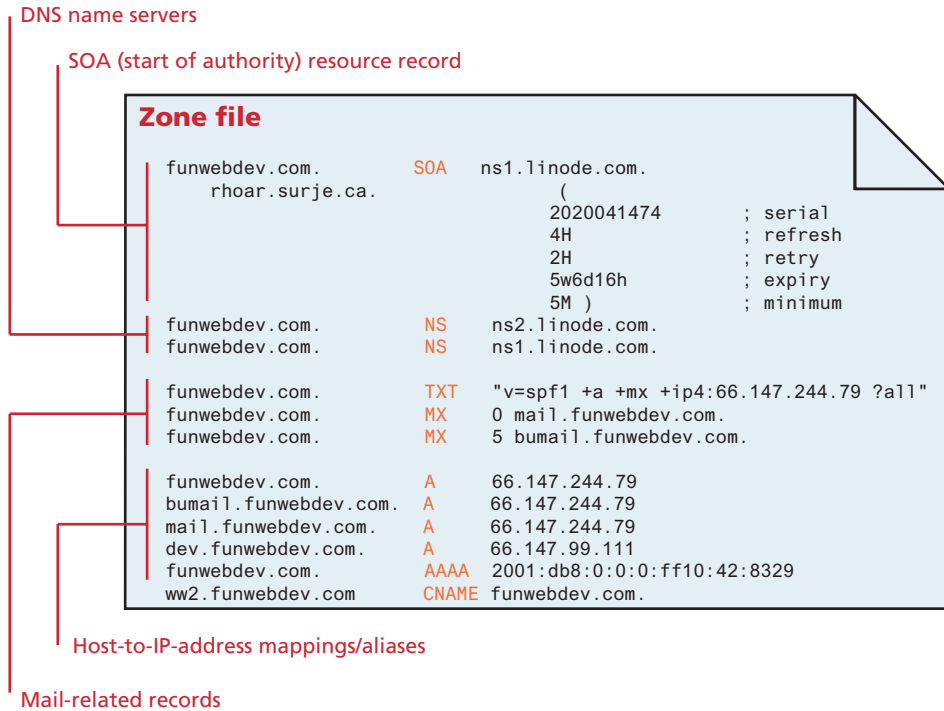 DNS name servers
SOA (start of authority) resource record
Zone file
funwebdev.com. SOA ns1.linode.com.
rhoar.surje.ca. (
2020041474 ; serial
4H ; refresh
2H ; retry
5w6d16h ; expiry
5M ) ; minimum
funwebdev.com. NS ns2.linode.com.
funwebdev.com. NS ns1.linode.com.
funwebdev.com. TXT "v=spf1 +a +mx +ip4:66.147.244.79 ?all"
funwebdev.com. MX 0 mail.funwebdev.com.
funwebdev.com. MX 5 bumail.funwebdev.com.
funwebdev.com. A 66.147.244.79
bumail.funwebdev.com. A 66.147.244.79
mail.funwebdev.com. A 66.147.244.79
dev.funwebdev.com. A 66.147.99.111
funwebdev.com. AAAA 2001:db8:0:0:0:ff10:42:8329
ww2.funwebdev.com CNAME funwebdev.com.
Host-to-IP-address mappings/aliases
Mail-related records